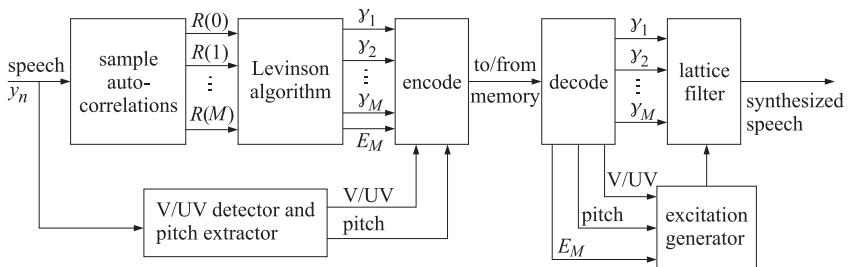 speech
y_n
sample
auto-
correlations
R(0)
R(1)
R(M)
Levinson
algorithm
γ_1
γ_2
γ_M
E_M
encode
to/from
memory
decode
γ_1
γ_2
γ_M
lattice
filter
synthesized
speech
V/UV detector and
pitch extractor
V/UV
pitch
V/UV
pitch
E_M
excitation
generator